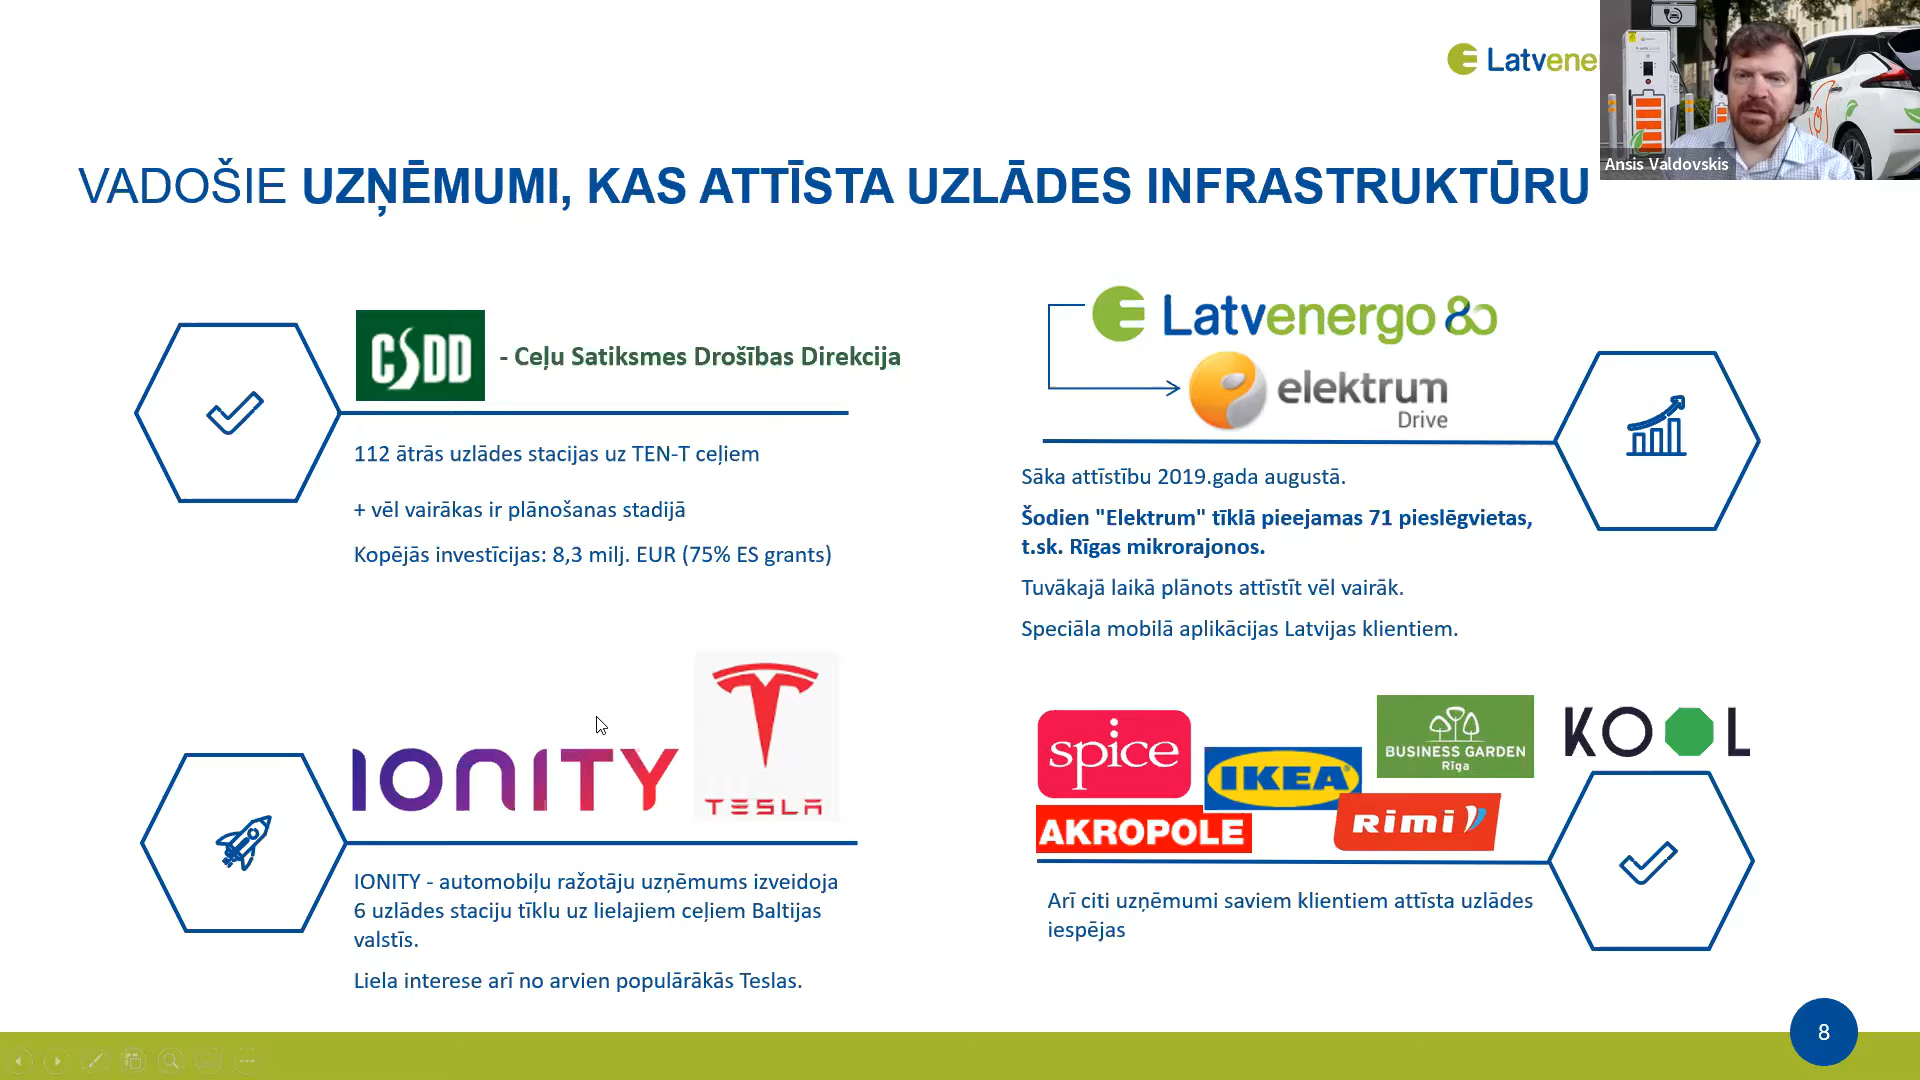 Latvene
Ansis Valdovskis
VADOŠIE UZŅĒMUMI, KAS ATTĪSTA UZLĀDES INFRASTRUKTŪRU
CSDD
- Ceļu Satiksmes Drošības Direkcija
112 ātrās uzlādes stacijas uz TEN-T ceļiem
+ vēl vairākas ir plānošanas stadijā
Kopējās investīcijas: 8,3 milj. EUR (75% ES grants)
Latvenergo 80
elektrum
Drive
Sāka attīstību 2019.gada augustā.
Šodien "Elektrum" tīklā pieejamas 71 pieslēgvietas,
t.sk. Rīgas mikrorajonos.
Tuvākajā laikā plānots attīstīt vēl vairāk.
Speciāla mobilā aplikācijas Latvijas klientiem.
IONITY
TESLA
IONITY - automobiļu ražotāju uzņēmums izveidoja
6 uzlādes staciju tīklu uz lielajiem ceļiem Baltijas
valstīs.
Liela interese arī no arvien populārākās Teslas.
spice
IKEA
BUSINESS GARDEN
Rīga
KOOL
AKROPOLE
Rimi
Arī citi uzņēmumi saviem klientiem attīsta uzlādes
iespējas
8